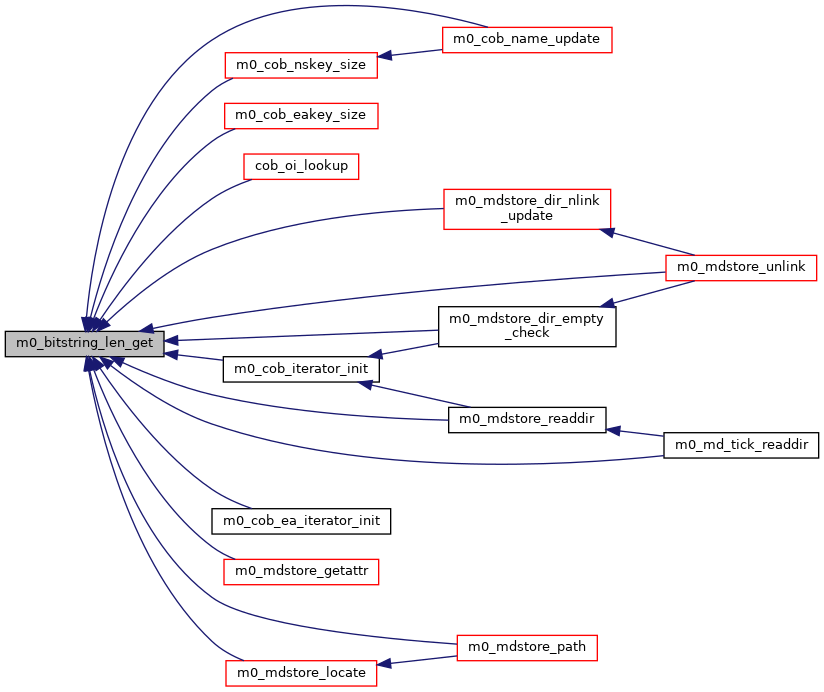 m0_cob_name_update
m0_cob_nskey_size
m0_cob_eakey_size
cob_oi_lookup
m0_mdstore_dir_nlink
_update
m0_mdstore_unlink
m0_mdstore_dir_empty
_check
m0_bitstring_len_get
m0_cob_iterator_init
m0_mdstore_readdir
m0_md_tick_readdir
m0_cob_ea_iterator_init
m0_mdstore_getattr
m0_mdstore_path
m0_mdstore_locate